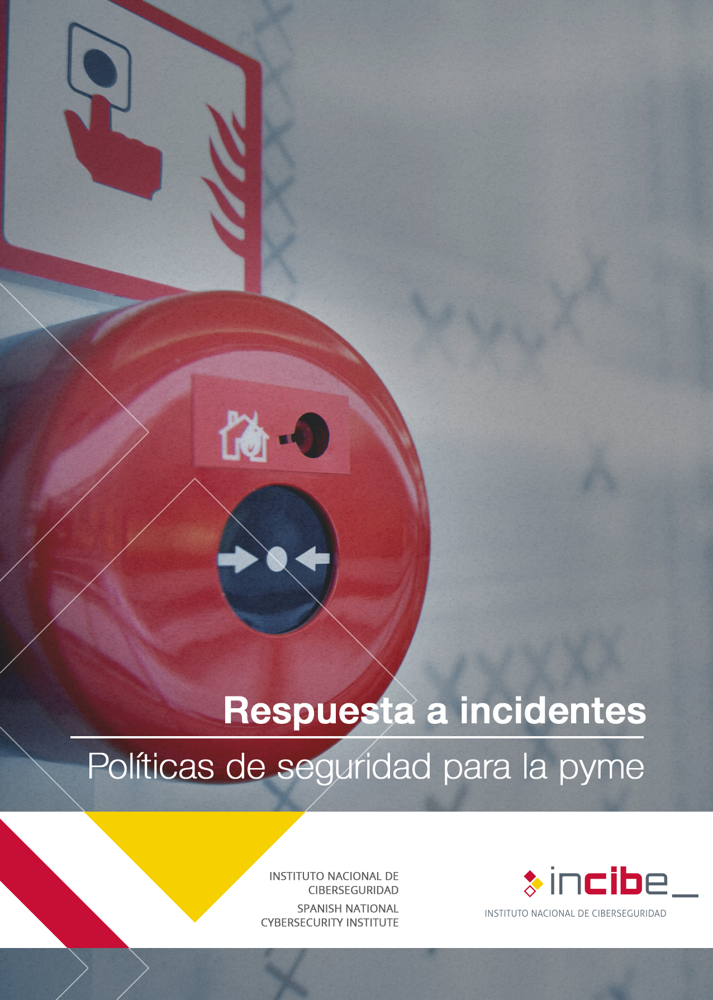 Respuesta a incidentes
Políticas de seguridad para la pyme
INSTITUTO NACIONAL DE
CIBERSEGURIDAD
SPANISH NATIONAL
CYBERSECURITY INSTITUTE
incibe_
INSTITUTO NACIONAL DE CIBERSEGURIDAD